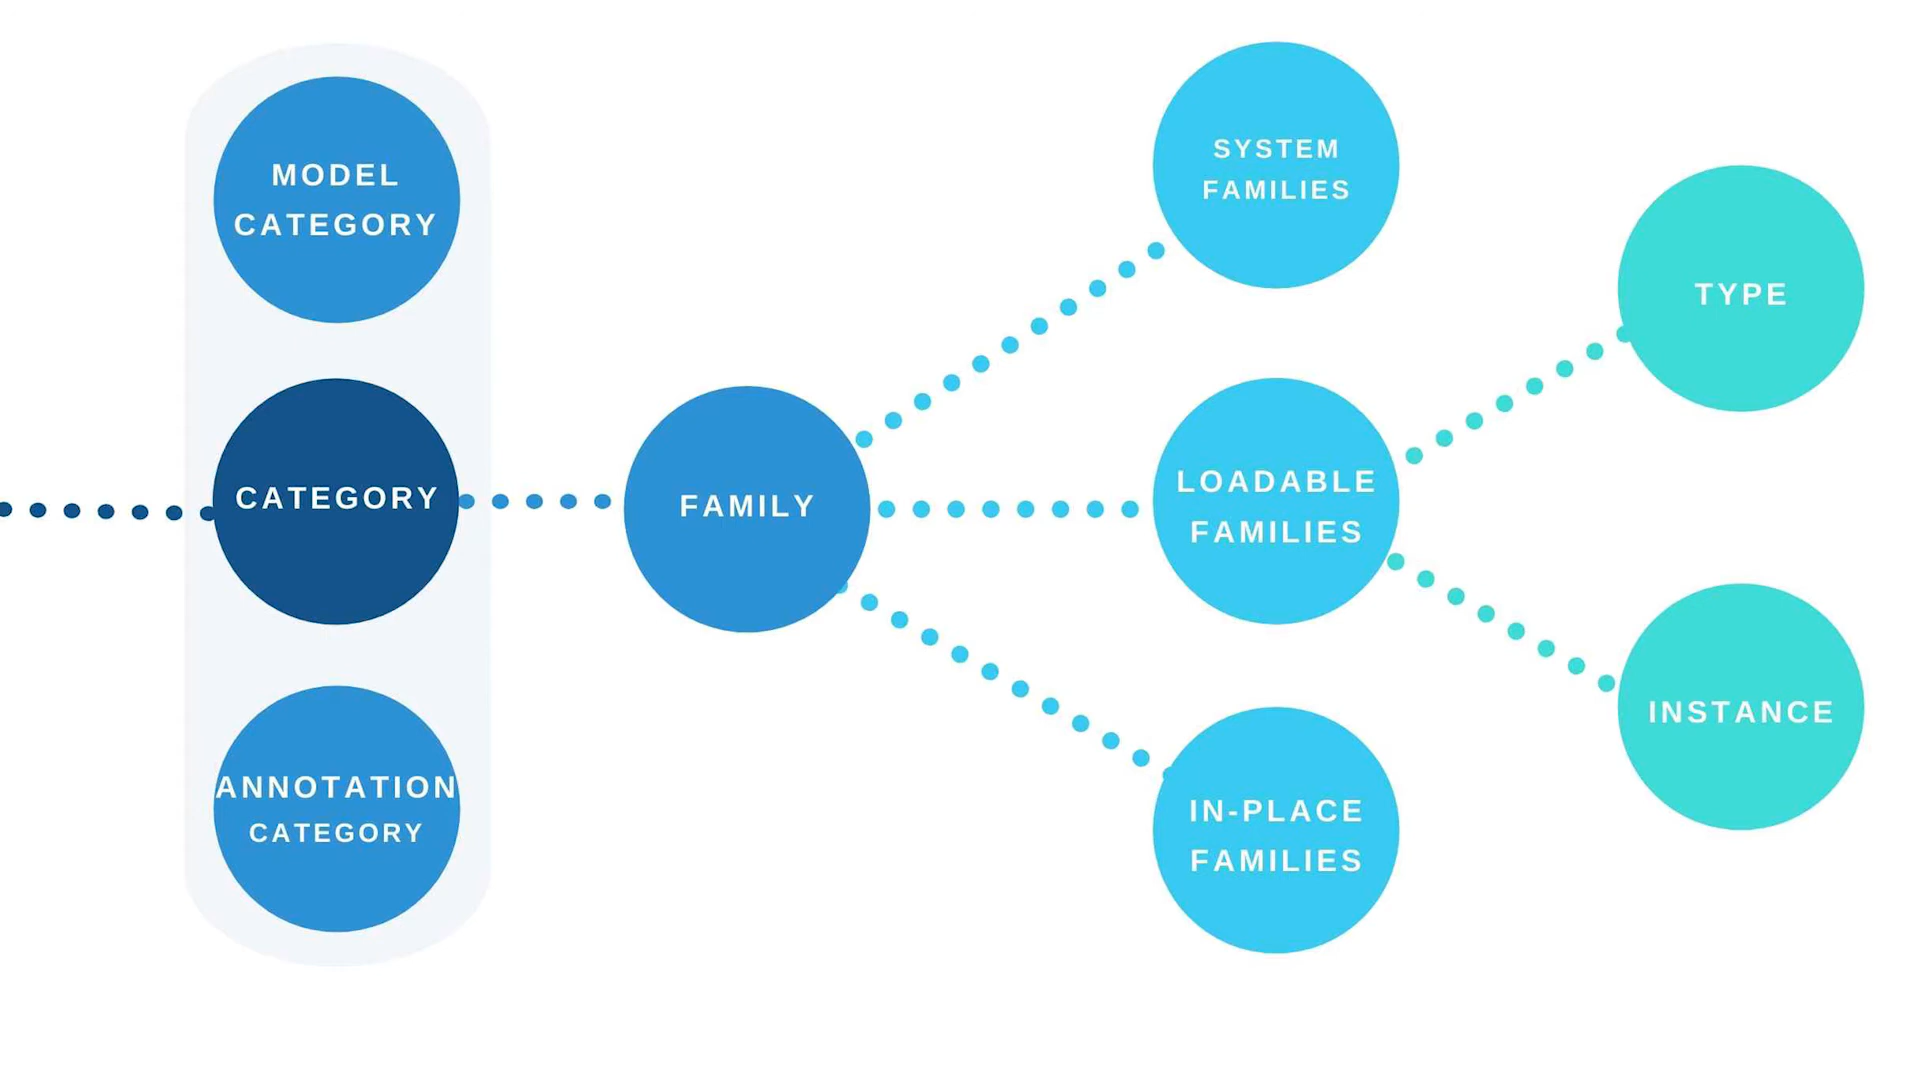 MODEL
CATEGORY
CATEGORY
ANNOTATION
CATEGORY
FAMILY
SYSTEM
FAMILIES
LOADABLE
FAMILIES
IN-PLACE
FAMILIES
TYPE
INSTANCE